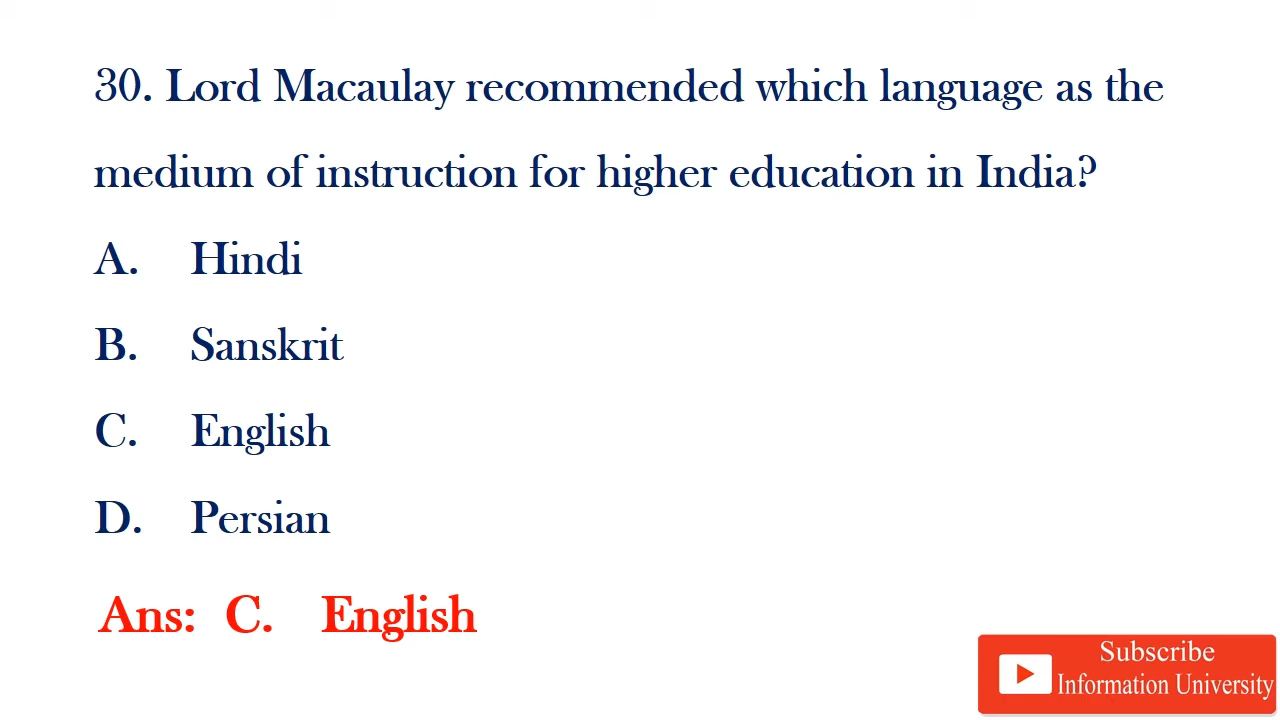 30. Lord Macaulay recommended which language as the
medium of instruction for higher education in India?
A. Hindi
B. Sanskrit
C. English
D. Persian
Ans: C. English
Subscribe
Information University